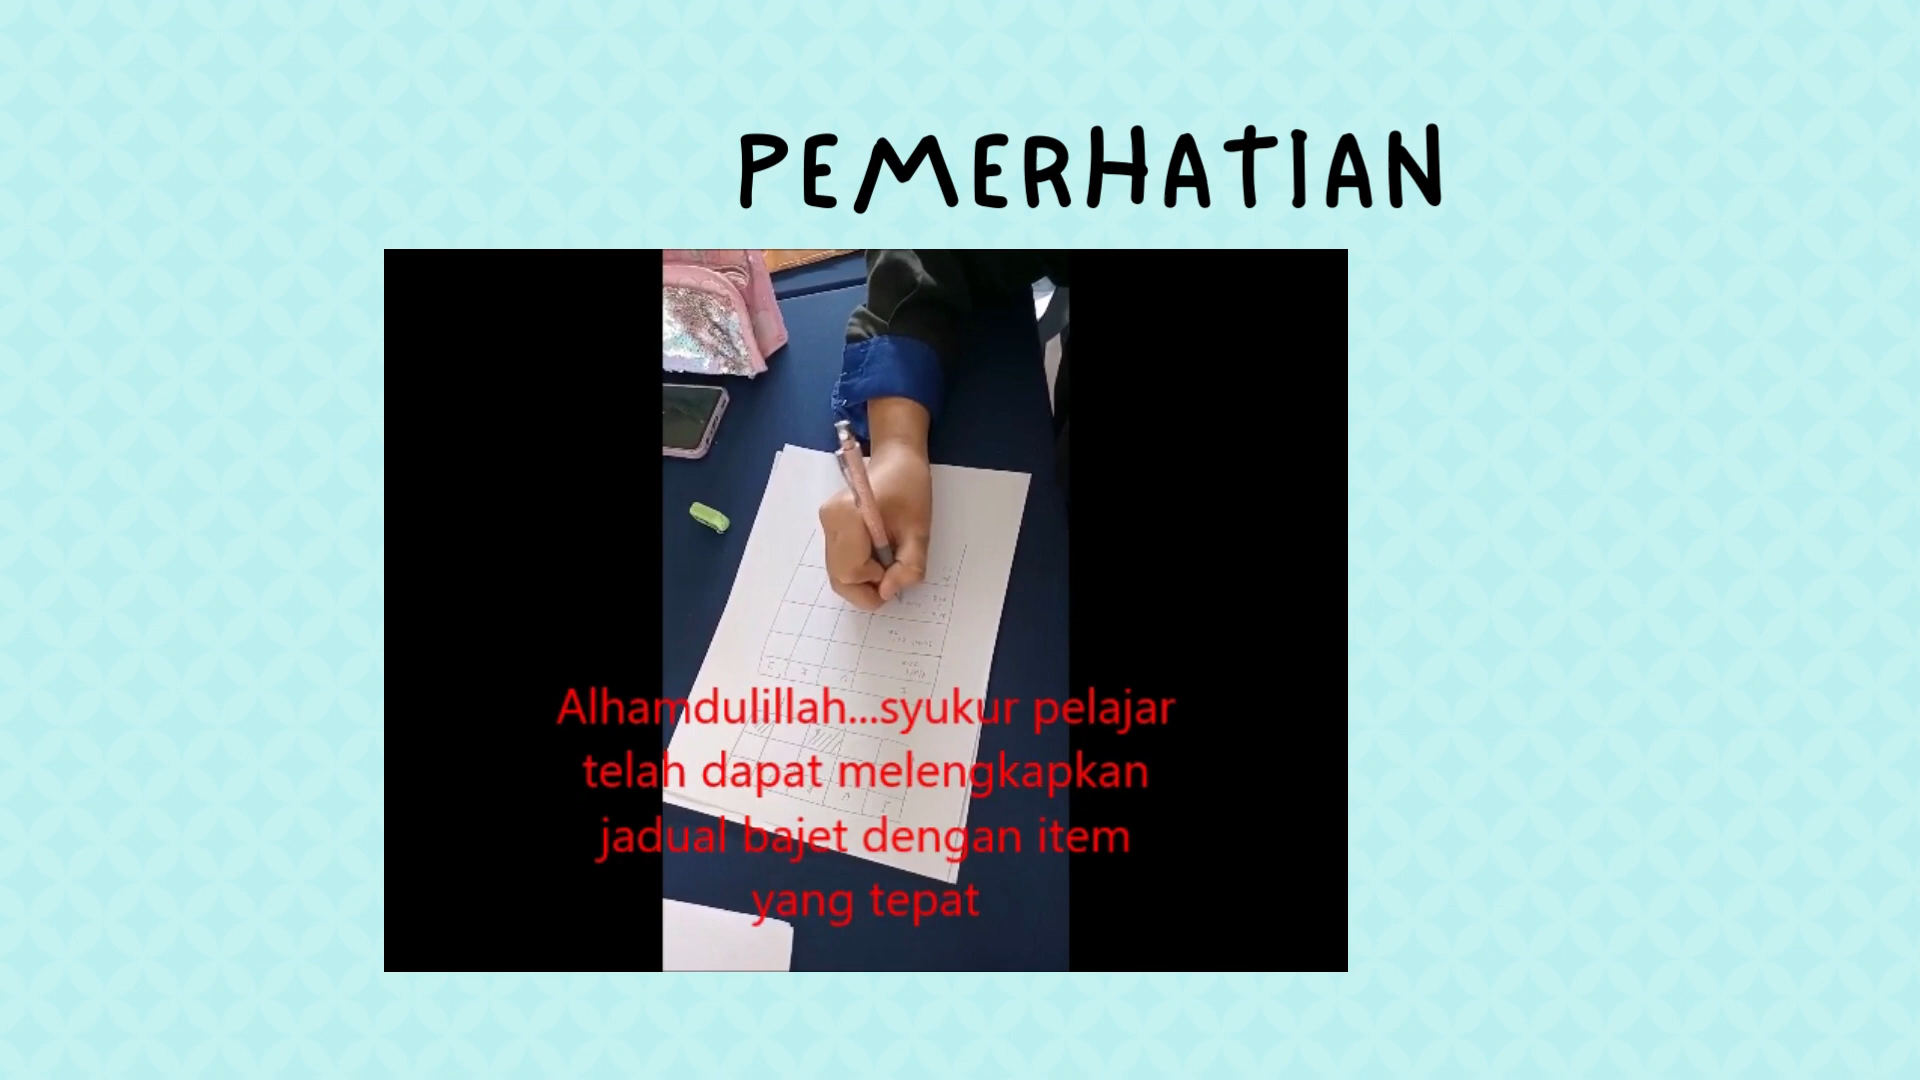 PEMERHATIAN
Alhamdulillah...syukur pelajar
telah dapat melengkapkan
jadual bajet dengan item
yang tepat